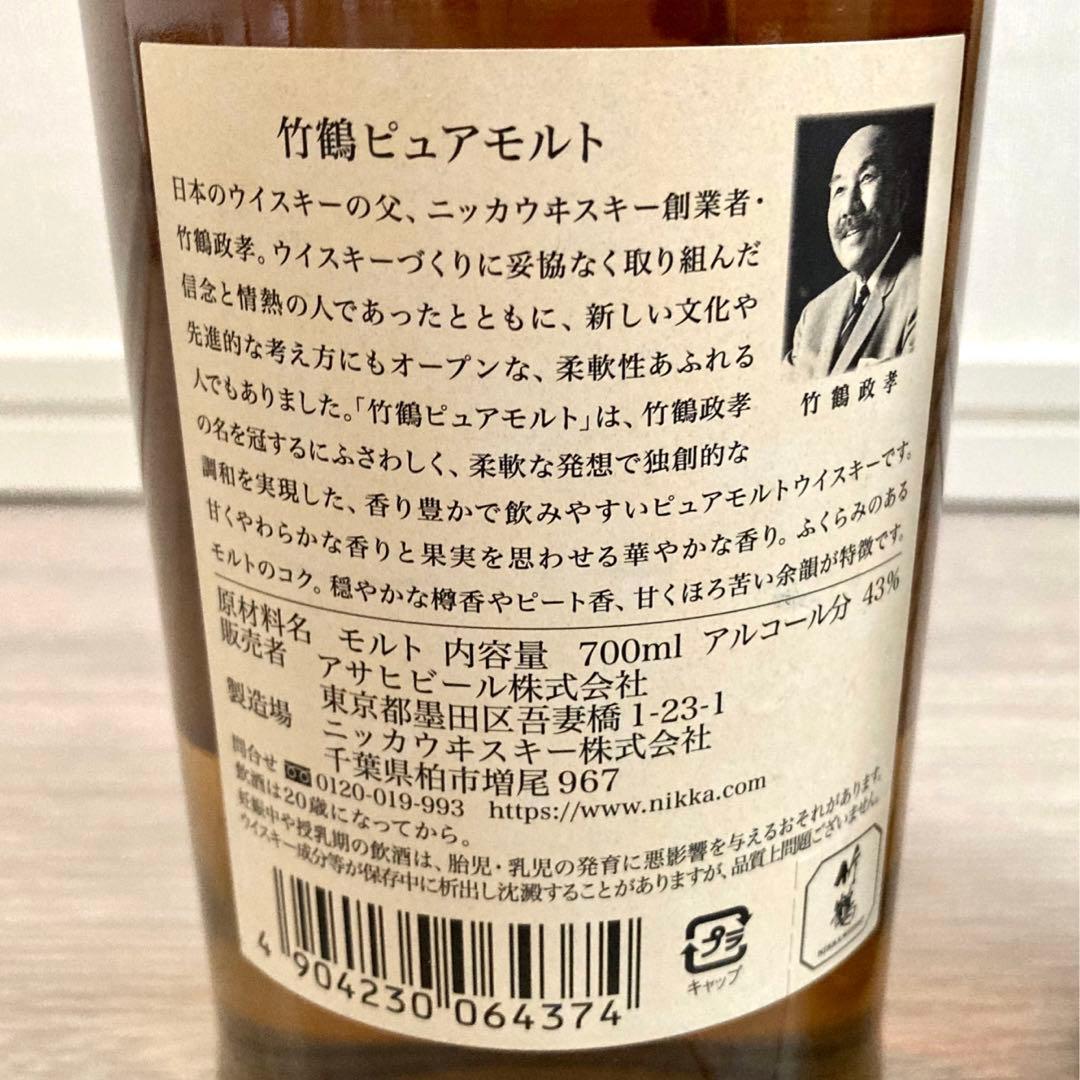 竹鶴ピュアモルト
日本のウイスキーの父、ニッカウヰスキー創業者・
竹鶴政孝。ウイスキーづくりに妥協なく取り組んだ
信念と情熱の人であったとともに、新しい文化や
先進的な考え方にもオープンな、柔軟性あふれる
人でもありました。「竹鶴ピュアモルト」は、竹鶴政孝
の名を冠するにふさわしく、柔軟な発想で独創的な
調和を実現した、香り豊かで飲みやすいピュアモルトウイスキーです。
甘くやわらかな香りと果実を思わせる華やかな香り。ふくらみのある
モルトのコク。穏やかな樽香やピート香、甘くほろ苦い余韻が特徴です。
竹鶴政孝
原材料名 モルト 内容量 700ml アルコール分 43%
販売者 アサヒビール株式会社
東京都墨田区吾妻橋1-23-1
製造場 ニッカウヰスキー株式会社
千葉県柏市増尾967
問合せ 0120-019-993 https://www.nikka.com
飲酒は20歳になってから。
妊娠中や授乳期の飲酒は、胎児・乳児の発育に悪影響を与えるおそれがあります。
ウイスキー成分等が保存中に析出し沈澱することがありますが、品質上問題ございません。
4 904230 064374
プラ
キャップ
竹鶴